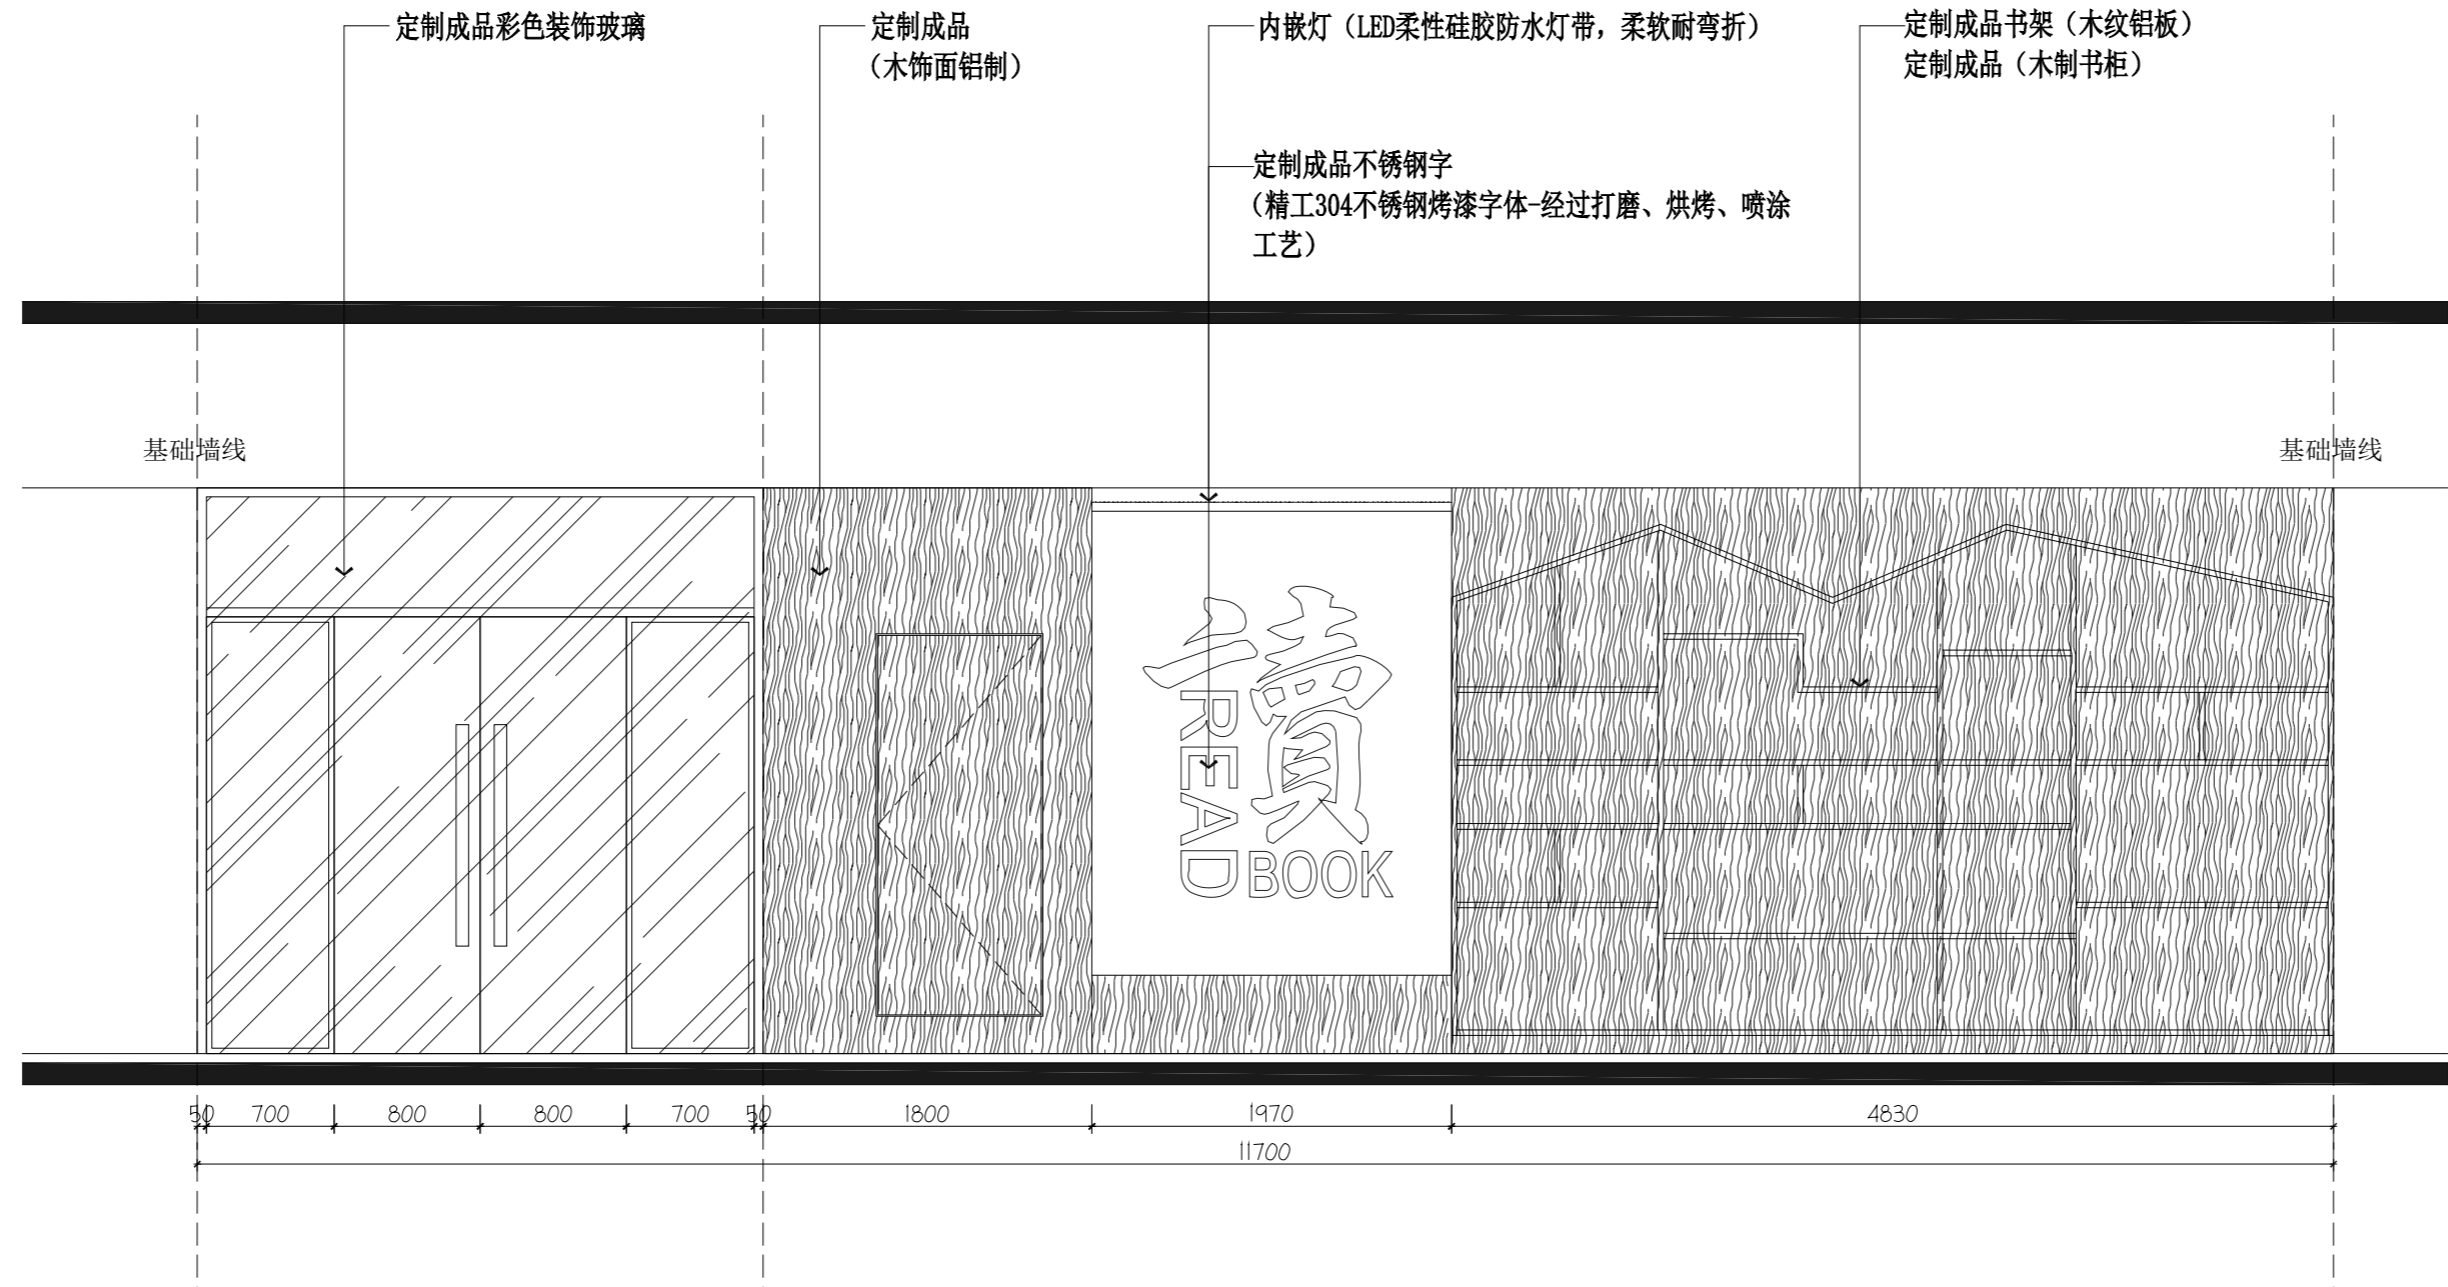 定制成品彩色装饰玻璃
定制成品
（木饰面铝制）
内嵌灯（LED柔性硅胶防水灯带，柔软耐弯折）
定制成品书架（木纹铝板）
定制成品（木制书柜）
定制成品不锈钢字
（精工304不锈钢烤漆字体-经过打磨、烘烤、喷涂
工艺）
基础墙线
基础墙线
讀
READ
BOOK
50 700 800 800 700 50 1800 1970 4830
11700